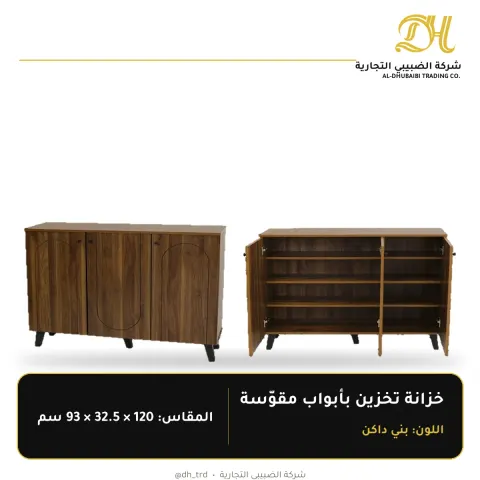 DH
شركة الضبيبي التجارية
AL-DHUBAIBI TRADING CO.
خزانة تخزين بأبواب مقوّسة
اللون: بني داكن
المقاس: 120 × 32.5 × 93 سم
شركة الضبيبي التجارية • @dh_trd